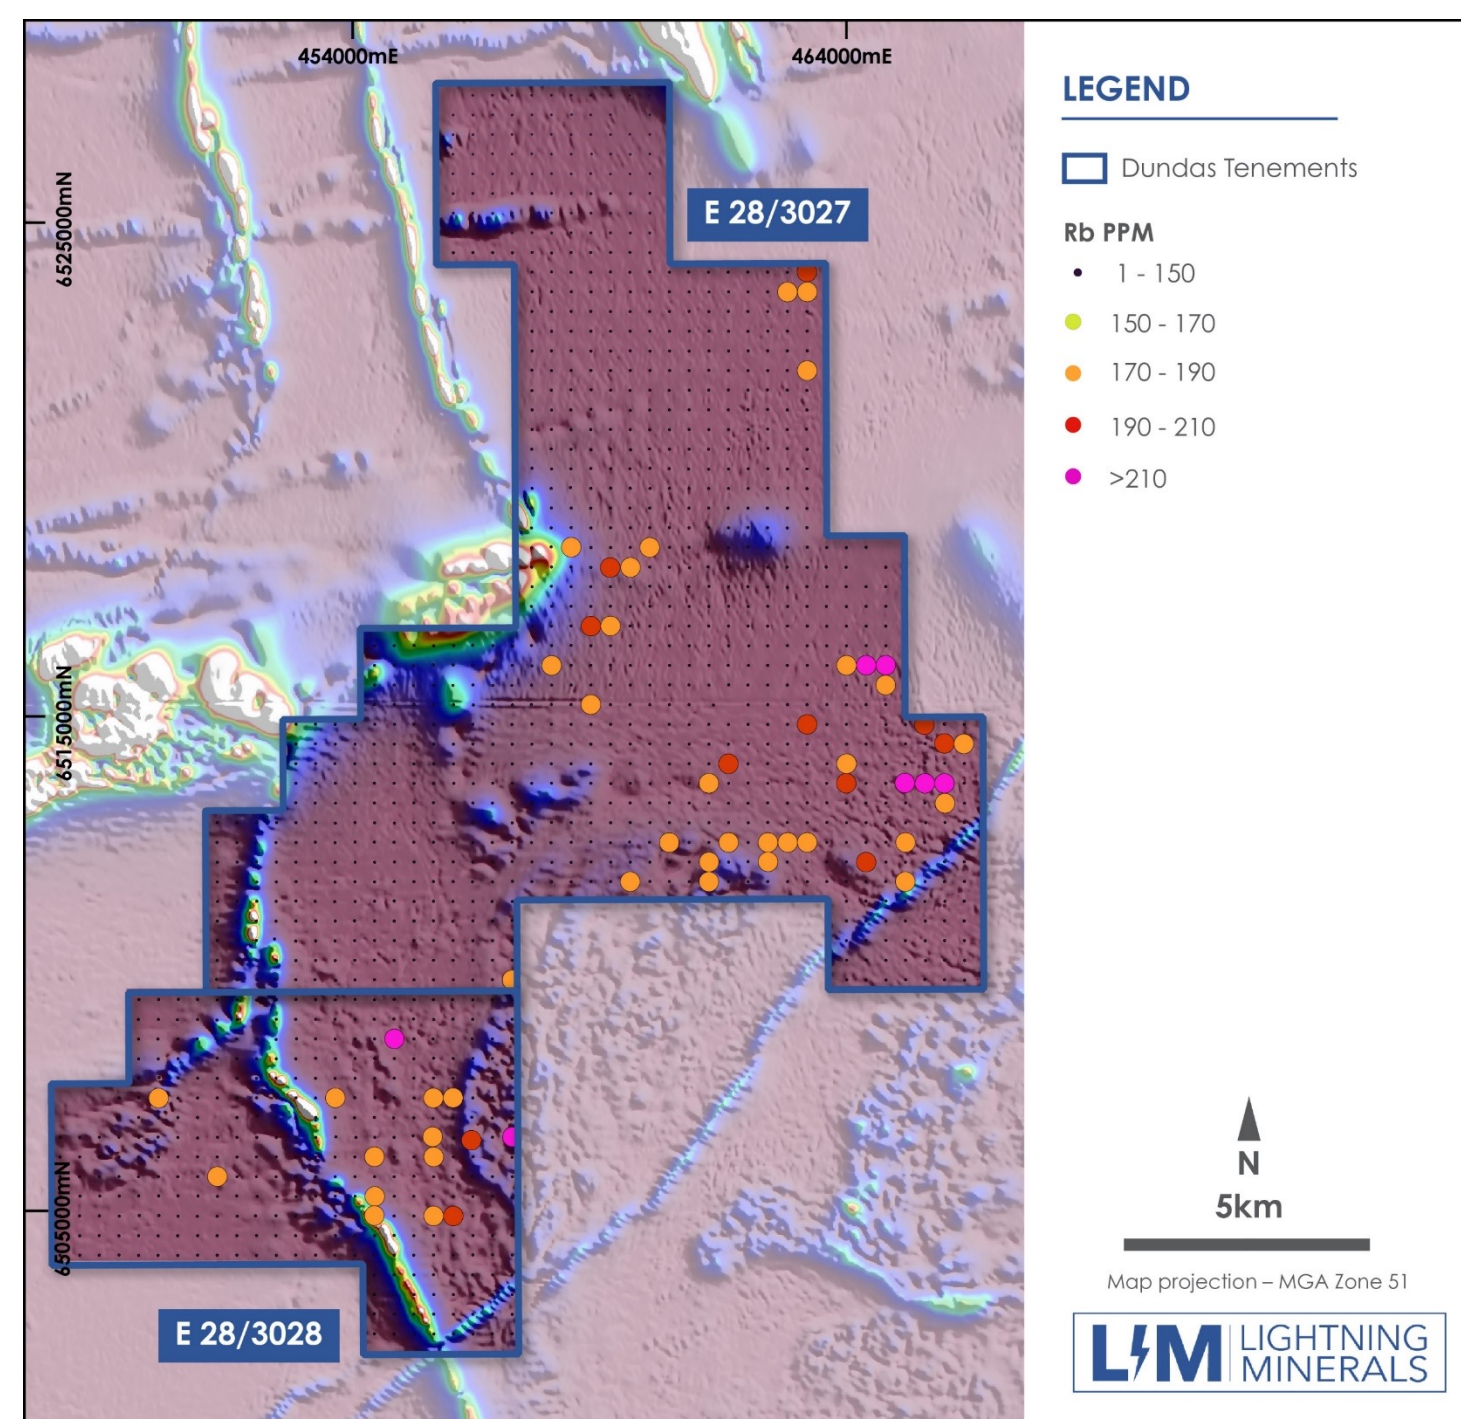 454000mE
464000mE
6525000mN
6515000mN
6505000mN
E 28/3027
E 28/3028
LEGEND
Dundas Tenements
Rb PPM
1 - 150
150 - 170
170 - 190
190 - 210
>210
N
5km
Map projection – MGA Zone 51
LM
LIGHTNING
MINERALS